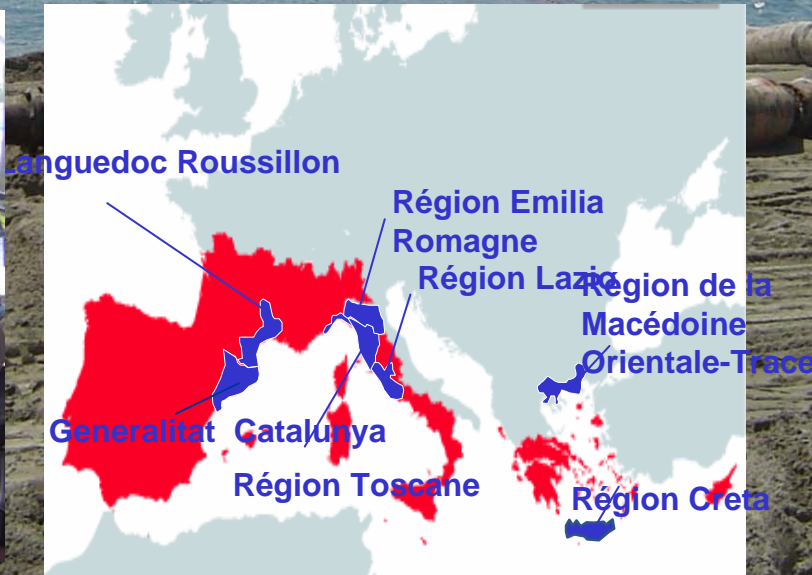 Languedoc Roussillon
Région Emilia
Romagne
Région Lazio
Région de la
Macédoine
Orientale-Trace
Generalitat Catalunya
Région Toscane
Région Creta